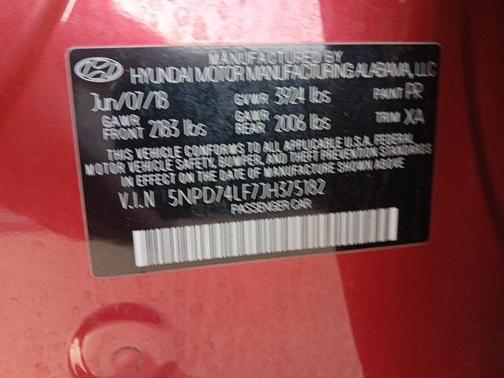 MANUFACTURED BY
HYUNDAI MOTOR MANUFACTURING ALABAMA, LLC
Jun/07/18 GVWR 3924 lbs PAINT PR
GAWR FRONT 2183 lbs GAWR REAR 2006 lbs TRIM XA
THIS VEHICLE CONFORMS TO ALL APPLICABLE U.S. FEDERAL
MOTOR VEHICLE SAFETY, BUMPER, AND THEFT PREVENTION STANDARDS
IN EFFECT ON THE DATE OF MANUFACTURE SHOWN ABOVE.
V.I.N 5NPD74LF7JH375182
PASSENGER CAR